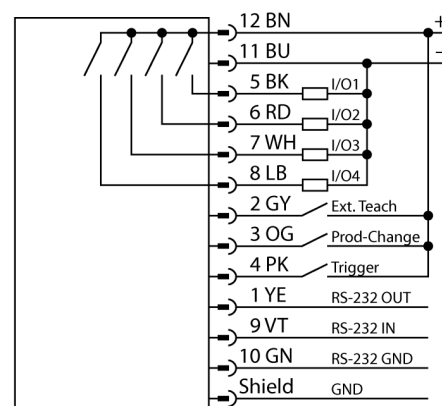 12 BN +
11 BU –
5 BK I/O1
6 RD I/O2
7 WH I/O3
8 LB I/O4
2 GY Ext. Teach
3 OG Prod-Change
4 PK Trigger
1 YE RS-232 OUT
9 VT RS-232 IN
10 GN RS-232 GND
Shield GND